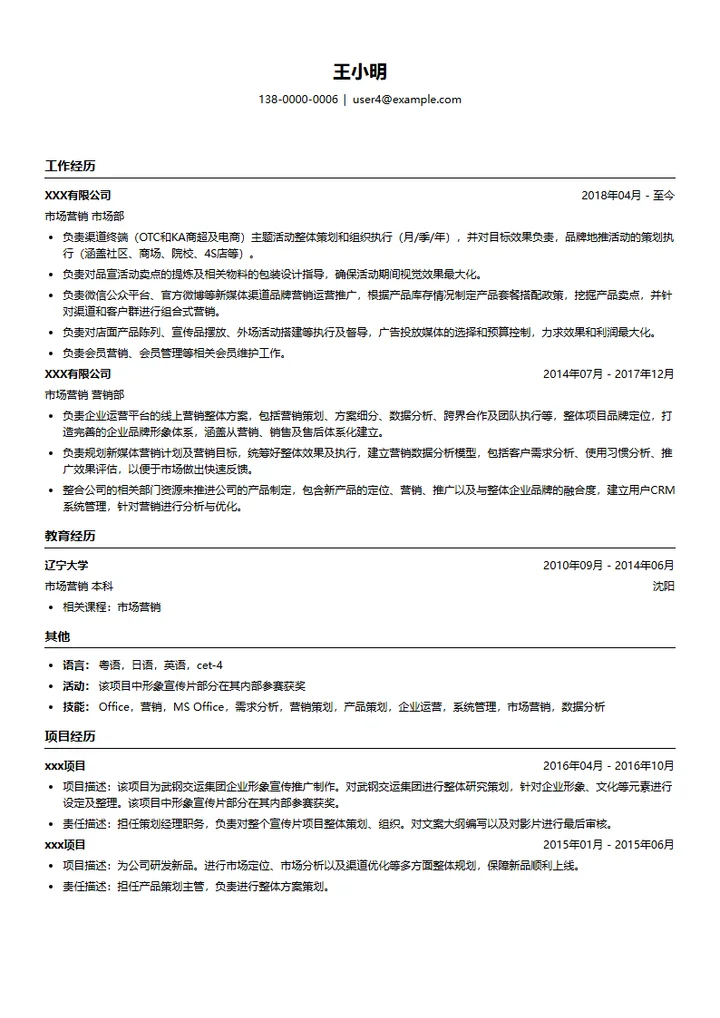 王小明
138-0000-0006 | user4@example.com
工作经历
XXX有限公司 2018年04月 - 至今
市场营销 市场部
• 负责渠道终端（OTC和KA商超及电商）主题活动整体策划和组织执行（月/季/年），并对目标效果负责，品牌地推活动的策划执
行（涵盖社区、商场、院校、4S店等）。
• 负责对品宣活动卖点的提炼及相关物料的包装设计指导，确保活动期间视觉效果最大化。
• 负责微信公众平台、官方微博等新媒体渠道品牌营销运营推广，根据产品库存情况制定产品套餐搭配政策，挖掘产品卖点，并针
对渠道和客户群进行组合式营销。
• 负责对店面产品陈列、宣传品摆放、外场活动搭建等执行及督导，广告投放媒体的选择和预算控制，力求效果和利润最大化。
• 负责会员营销、会员管理等相关会员维护工作。
XXX有限公司 2014年07月 - 2017年12月
市场营销 营销部
• 负责企业运营平台的线上营销整体方案，包括营销策划、方案细分、数据分析、跨界合作及团队执行等，整体项目品牌定位，打
造完善的企业品牌形象体系，涵盖从营销、销售及售后体系化建立。
• 负责规划新媒体营销计划及营销目标，统筹好整体效果及执行，建立营销数据分析模型，包括客户需求分析、使用习惯分析、推
广效果评估，以便于市场做出快速反馈。
• 整合公司的相关部门资源来推进公司的产品制定，包含新产品的定位、营销、推广以及与整体企业品牌的融合度，建立用户CRM
系统管理，针对营销进行分析与优化。
教育经历
辽宁大学 2010年09月 - 2014年06月
市场营销 本科 沈阳
• 相关课程：市场营销
其他
• 语言： 粤语，日语，英语，cet-4
• 活动： 该项目中形象宣传片部分在其内部参赛获奖
• 技能： Office，营销，MS Office，需求分析，营销策划，产品策划，企业运营，系统管理，市场营销，数据分析
项目经历
xxx项目 2016年04月 - 2016年10月
• 项目描述：该项目为武钢交运集团企业形象宣传推广制作。对武钢交运集团进行整体研究策划，针对企业形象、文化等元素进行
设定及整理。该项目中形象宣传片部分在其内部参赛获奖。
• 责任描述：担任策划经理职务，负责对整个宣传片项目整体策划、组织。对文案大纲编写以及对影片进行最后审核。
xxx项目 2015年01月 - 2015年06月
• 项目描述：为公司研发新品。进行市场定位、市场分析以及渠道优化等多方面整体规划，保障新品顺利上线。
• 责任描述：担任产品策划主管，负责进行整体方案策划。